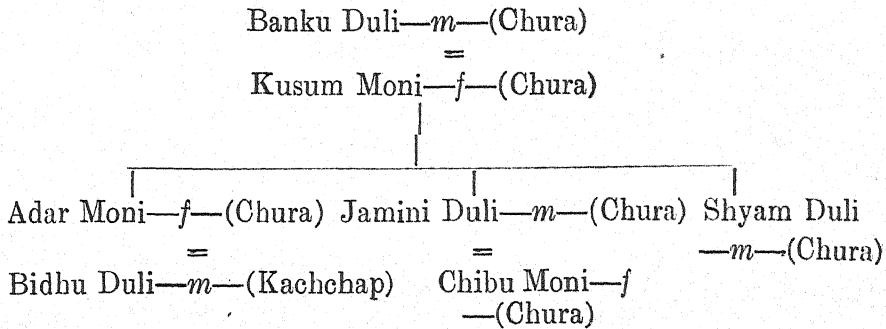 Banku Duli—m—(Chura)
=
Kusum Moni—f—(Chura)
Adar Moni—f—(Chura) Jamini Duli—m—(Chura) Shyam Duli
—m—(Chura)
= =
Bidhu Duli—m—(Kachchap) Chibu Moni—f
—(Chura)